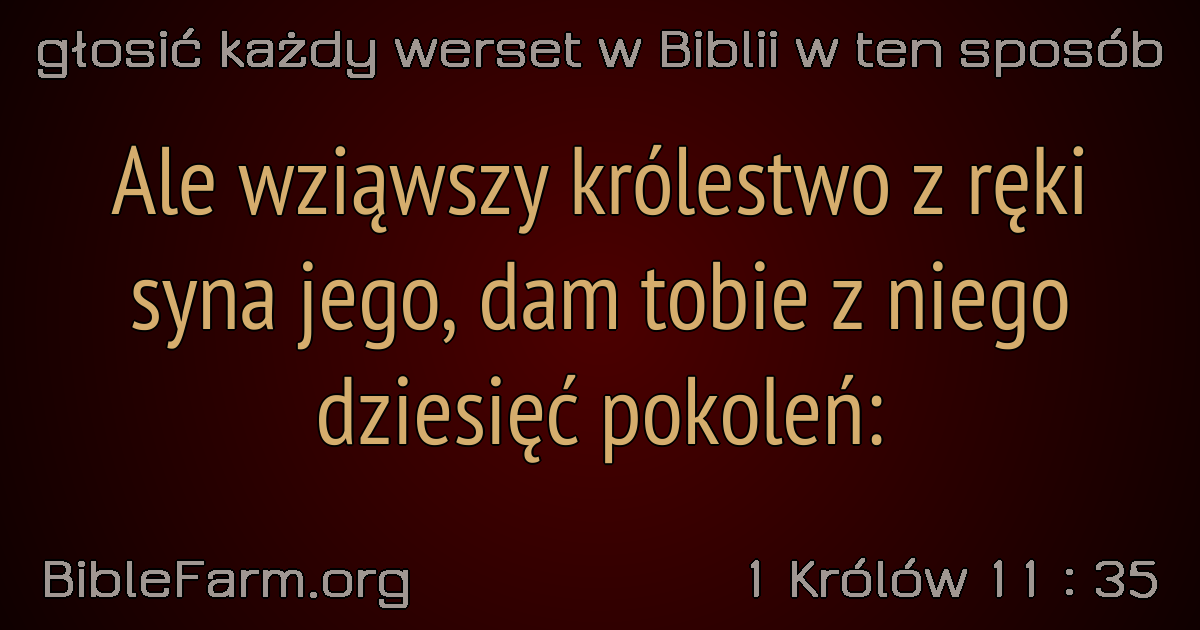 głosić każdy werset w Biblii w ten sposób
Ale wziąwszy królestwo z ręki
syna jego, dam tobie z niego
dziesięć pokoleń:
BibleFarm.org
1 Królów 11 : 35